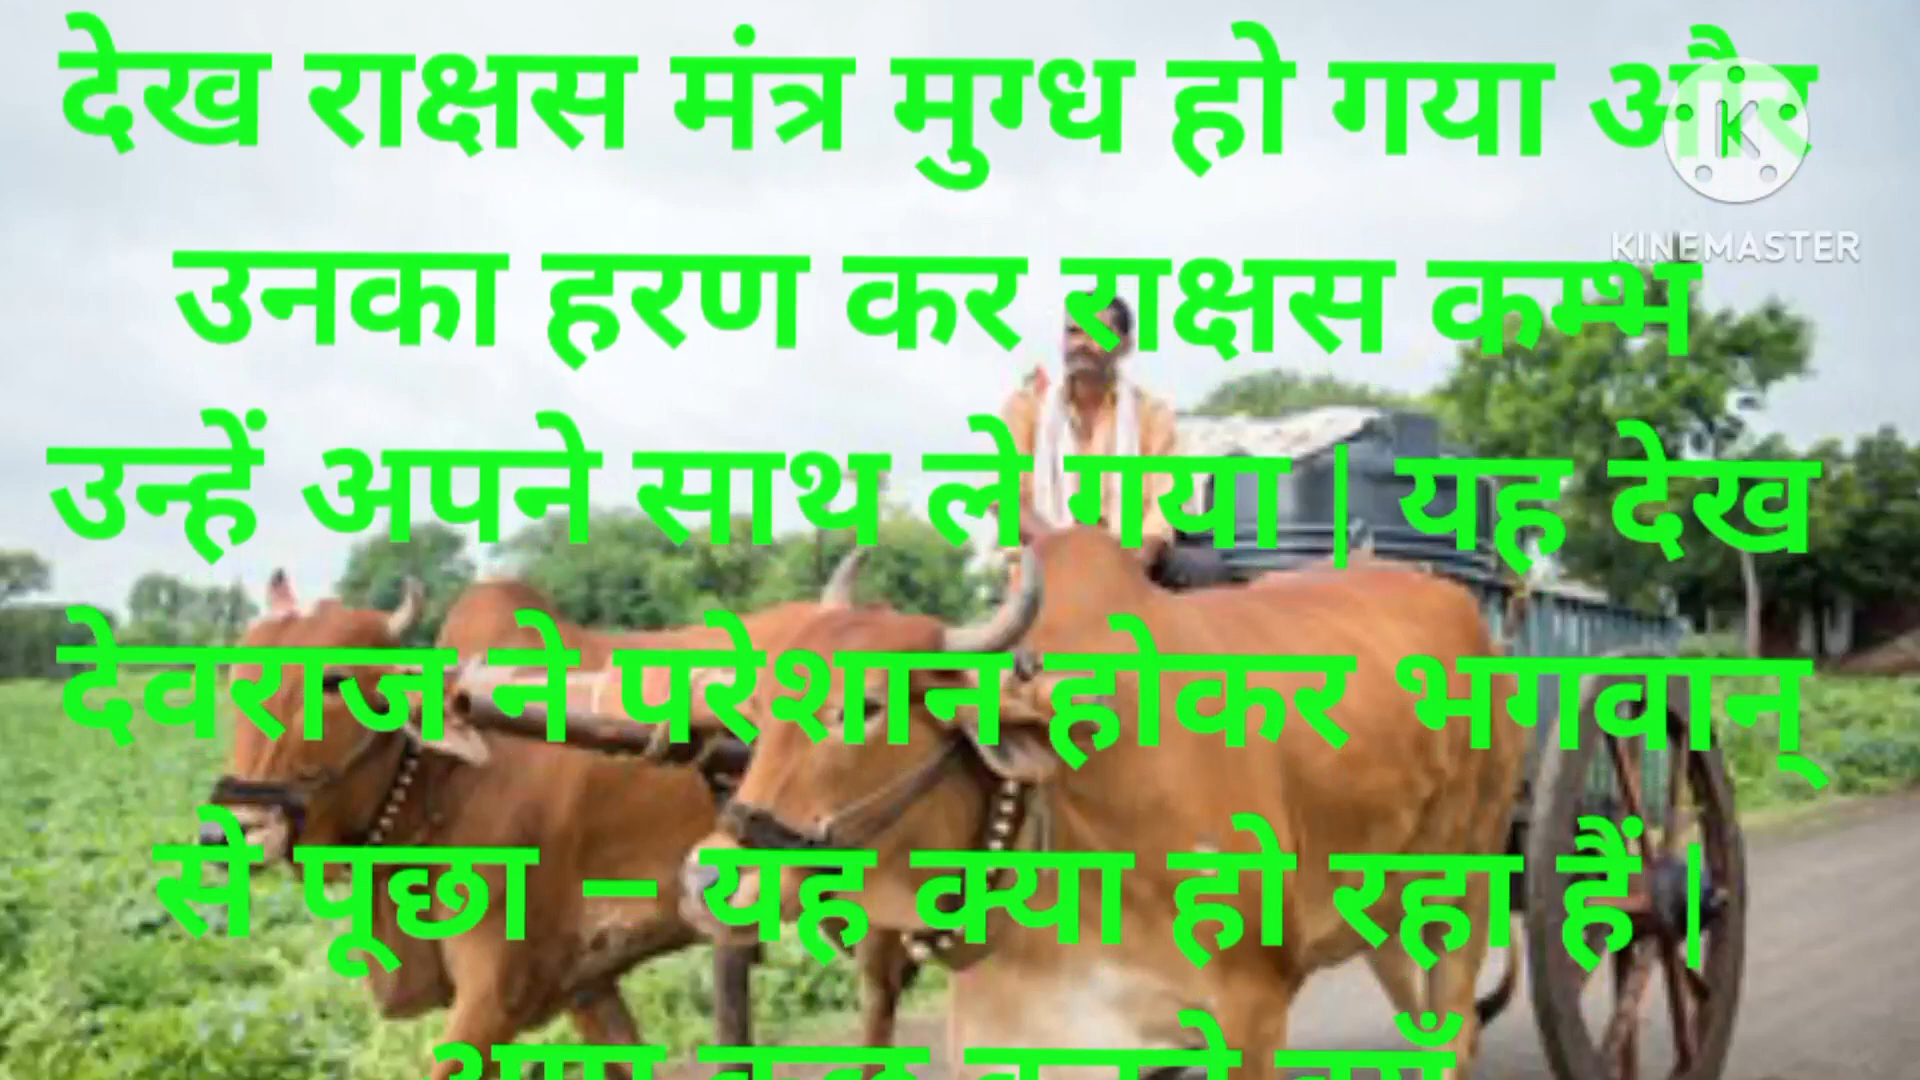 देख राक्षस मंत्र मुग्ध हो गया और
KINEMASTER
उनका हरण कर राक्षस कम्भ
उन्हें अपने साथ ले गया | यह देख
देवराज ने परेशान होकर भगवान्
से पूछा – यह क्या हो रहा हैं |